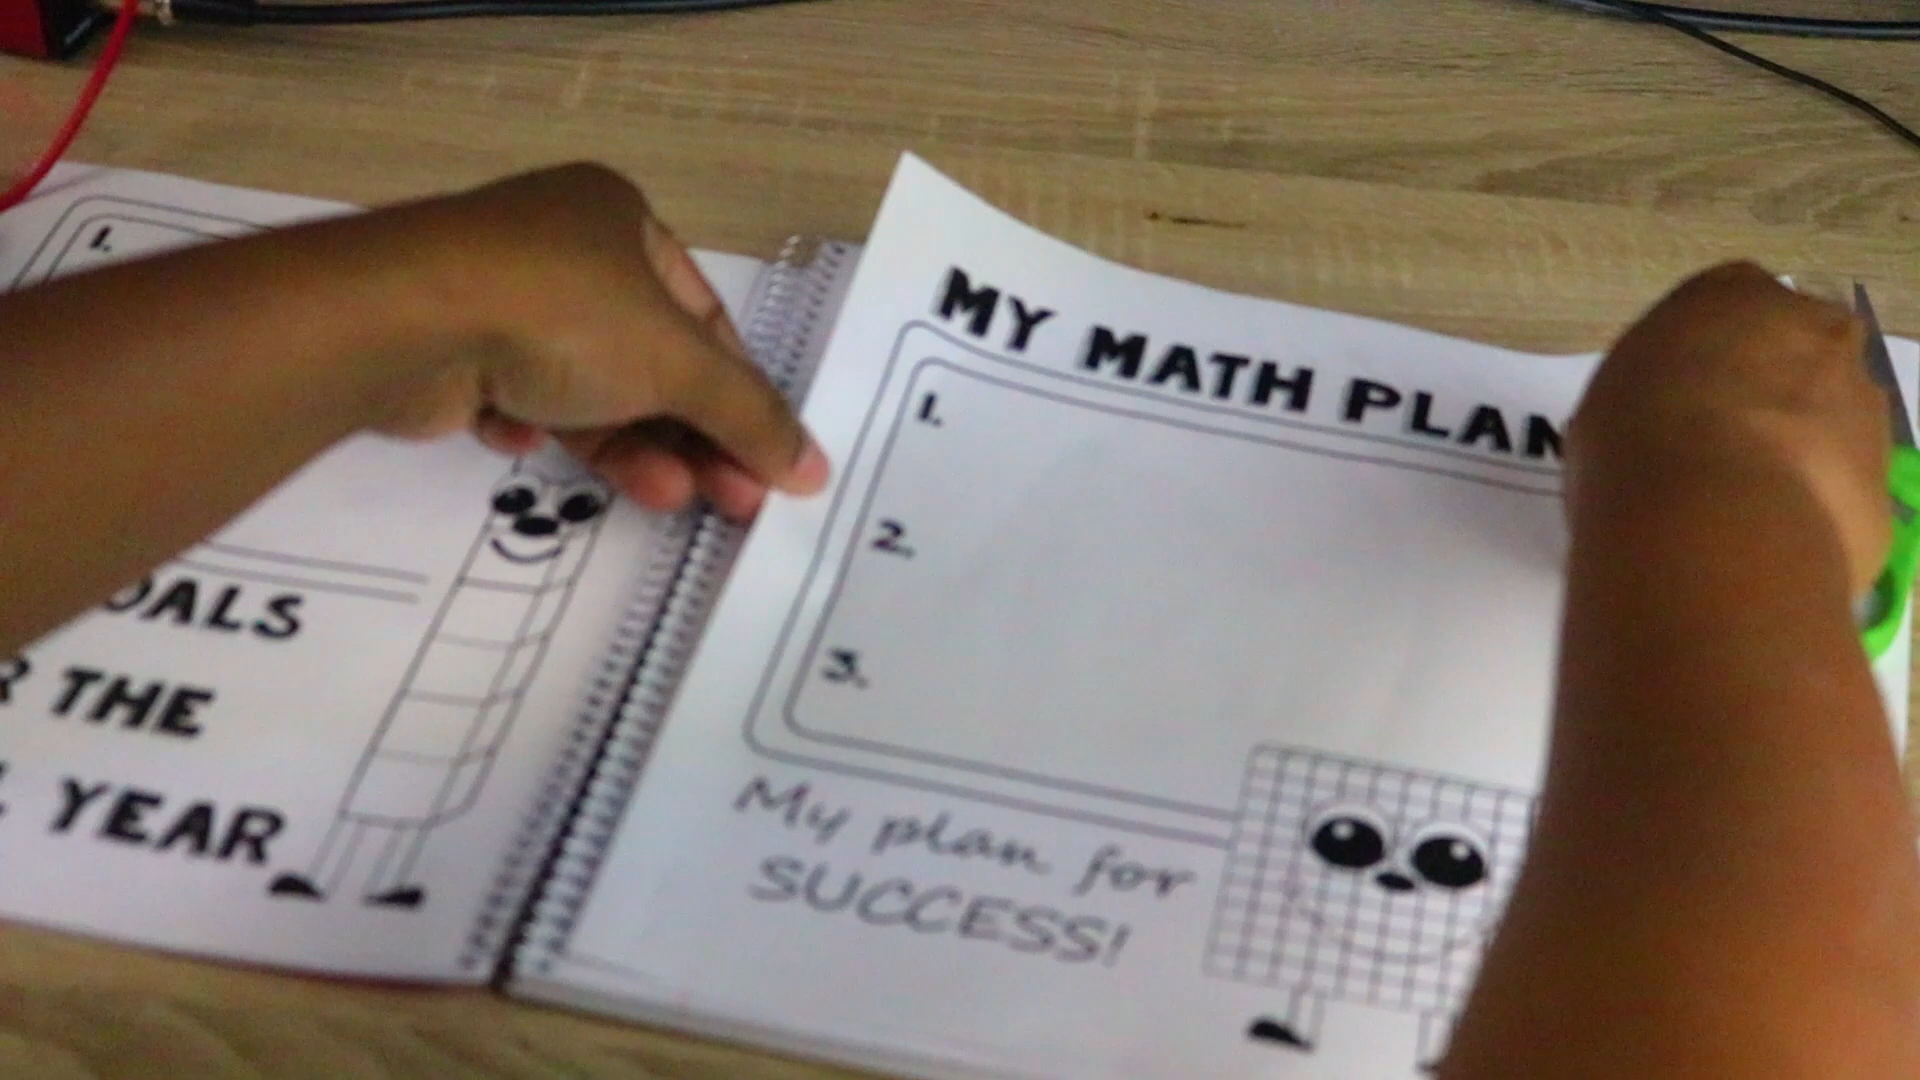 1.
OALS
R THE
YEAR
MY MATH PLAN
1.
2.
3.
My plan for
SUCCESS!